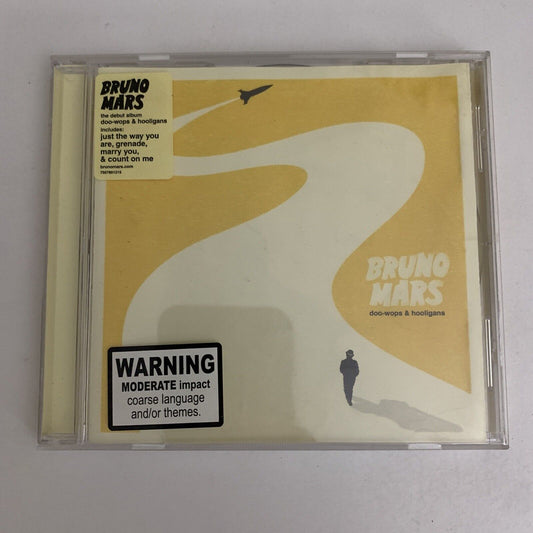 BRUNO
MARS
the debut album
doo-wops & hooligans
includes:
just the way you
are, grenade,
marry you,
& count on me
brunomars.com
7567881215
BRUNO
MARS
doo-wops & hooligans
WARNING
MODERATE impact
coarse language
and/or themes.